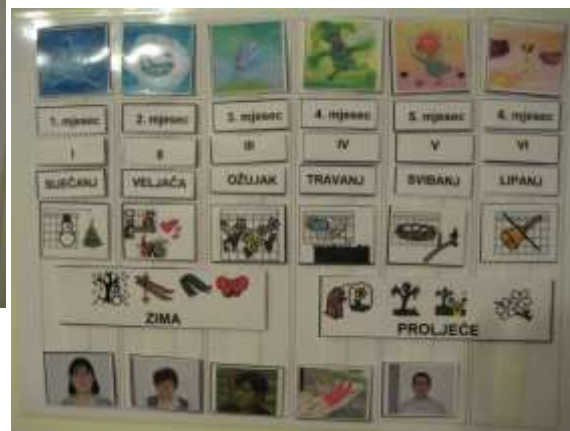 1. mjesec 2. mjesec 3. mjesec 4. mjesec 5. mjesec 6. mjesec
I II III IV V VI
SIJEČANJ VELJAČA OŽUJAK TRAVANJ SVIBANJ LIPANJ
ZIMA PROLJEĆE